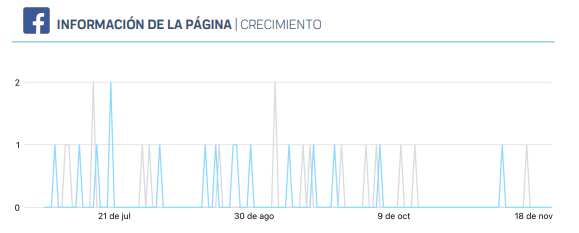 INFORMACIÓN DE LA PÁGINA | CRECIMIENTO
2
1
0
21 de jul 30 de ago 9 de oct 18 de nov